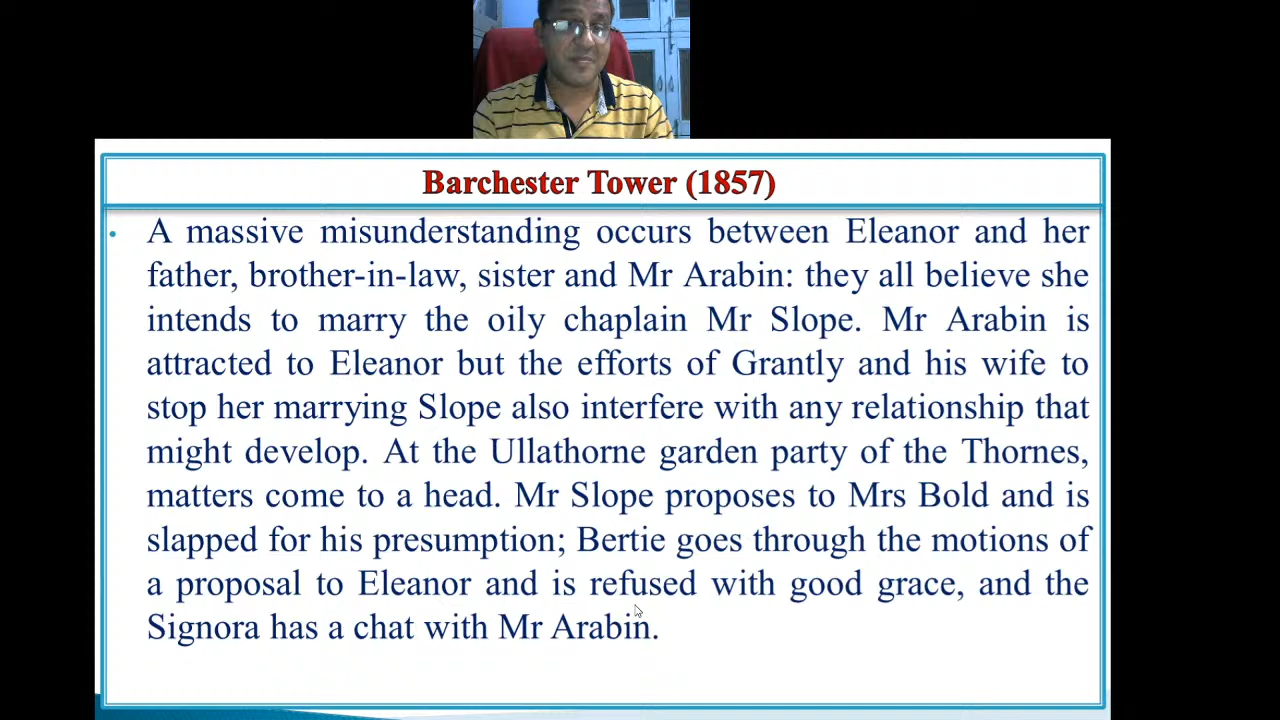 Barchester Tower (1857)
• A massive misunderstanding occurs between Eleanor and her
father, brother-in-law, sister and Mr Arabin: they all believe she
intends to marry the oily chaplain Mr Slope. Mr Arabin is
attracted to Eleanor but the efforts of Grantly and his wife to
stop her marrying Slope also interfere with any relationship that
might develop. At the Ullathorne garden party of the Thornes,
matters come to a head. Mr Slope proposes to Mrs Bold and is
slapped for his presumption; Bertie goes through the motions of
a proposal to Eleanor and is refused with good grace, and the
Signora has a chat with Mr Arabin.